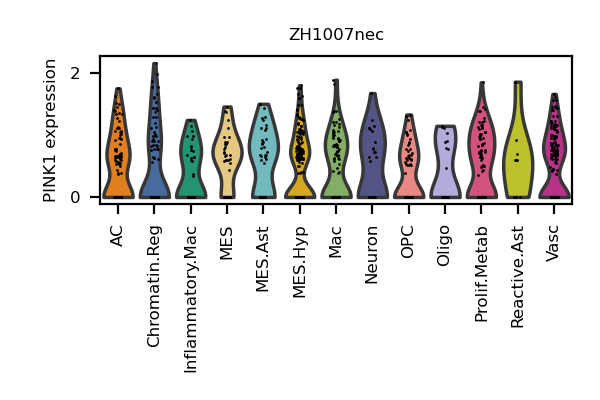 ZH1007nec
PINK1 expression
2
0
AC
Chromatin.Reg
Inflammatory.Mac
MES
MES.Ast
MES.Hyp
Mac
Neuron
OPC
Oligo
Prolif.Metab
Reactive.Ast
Vasc